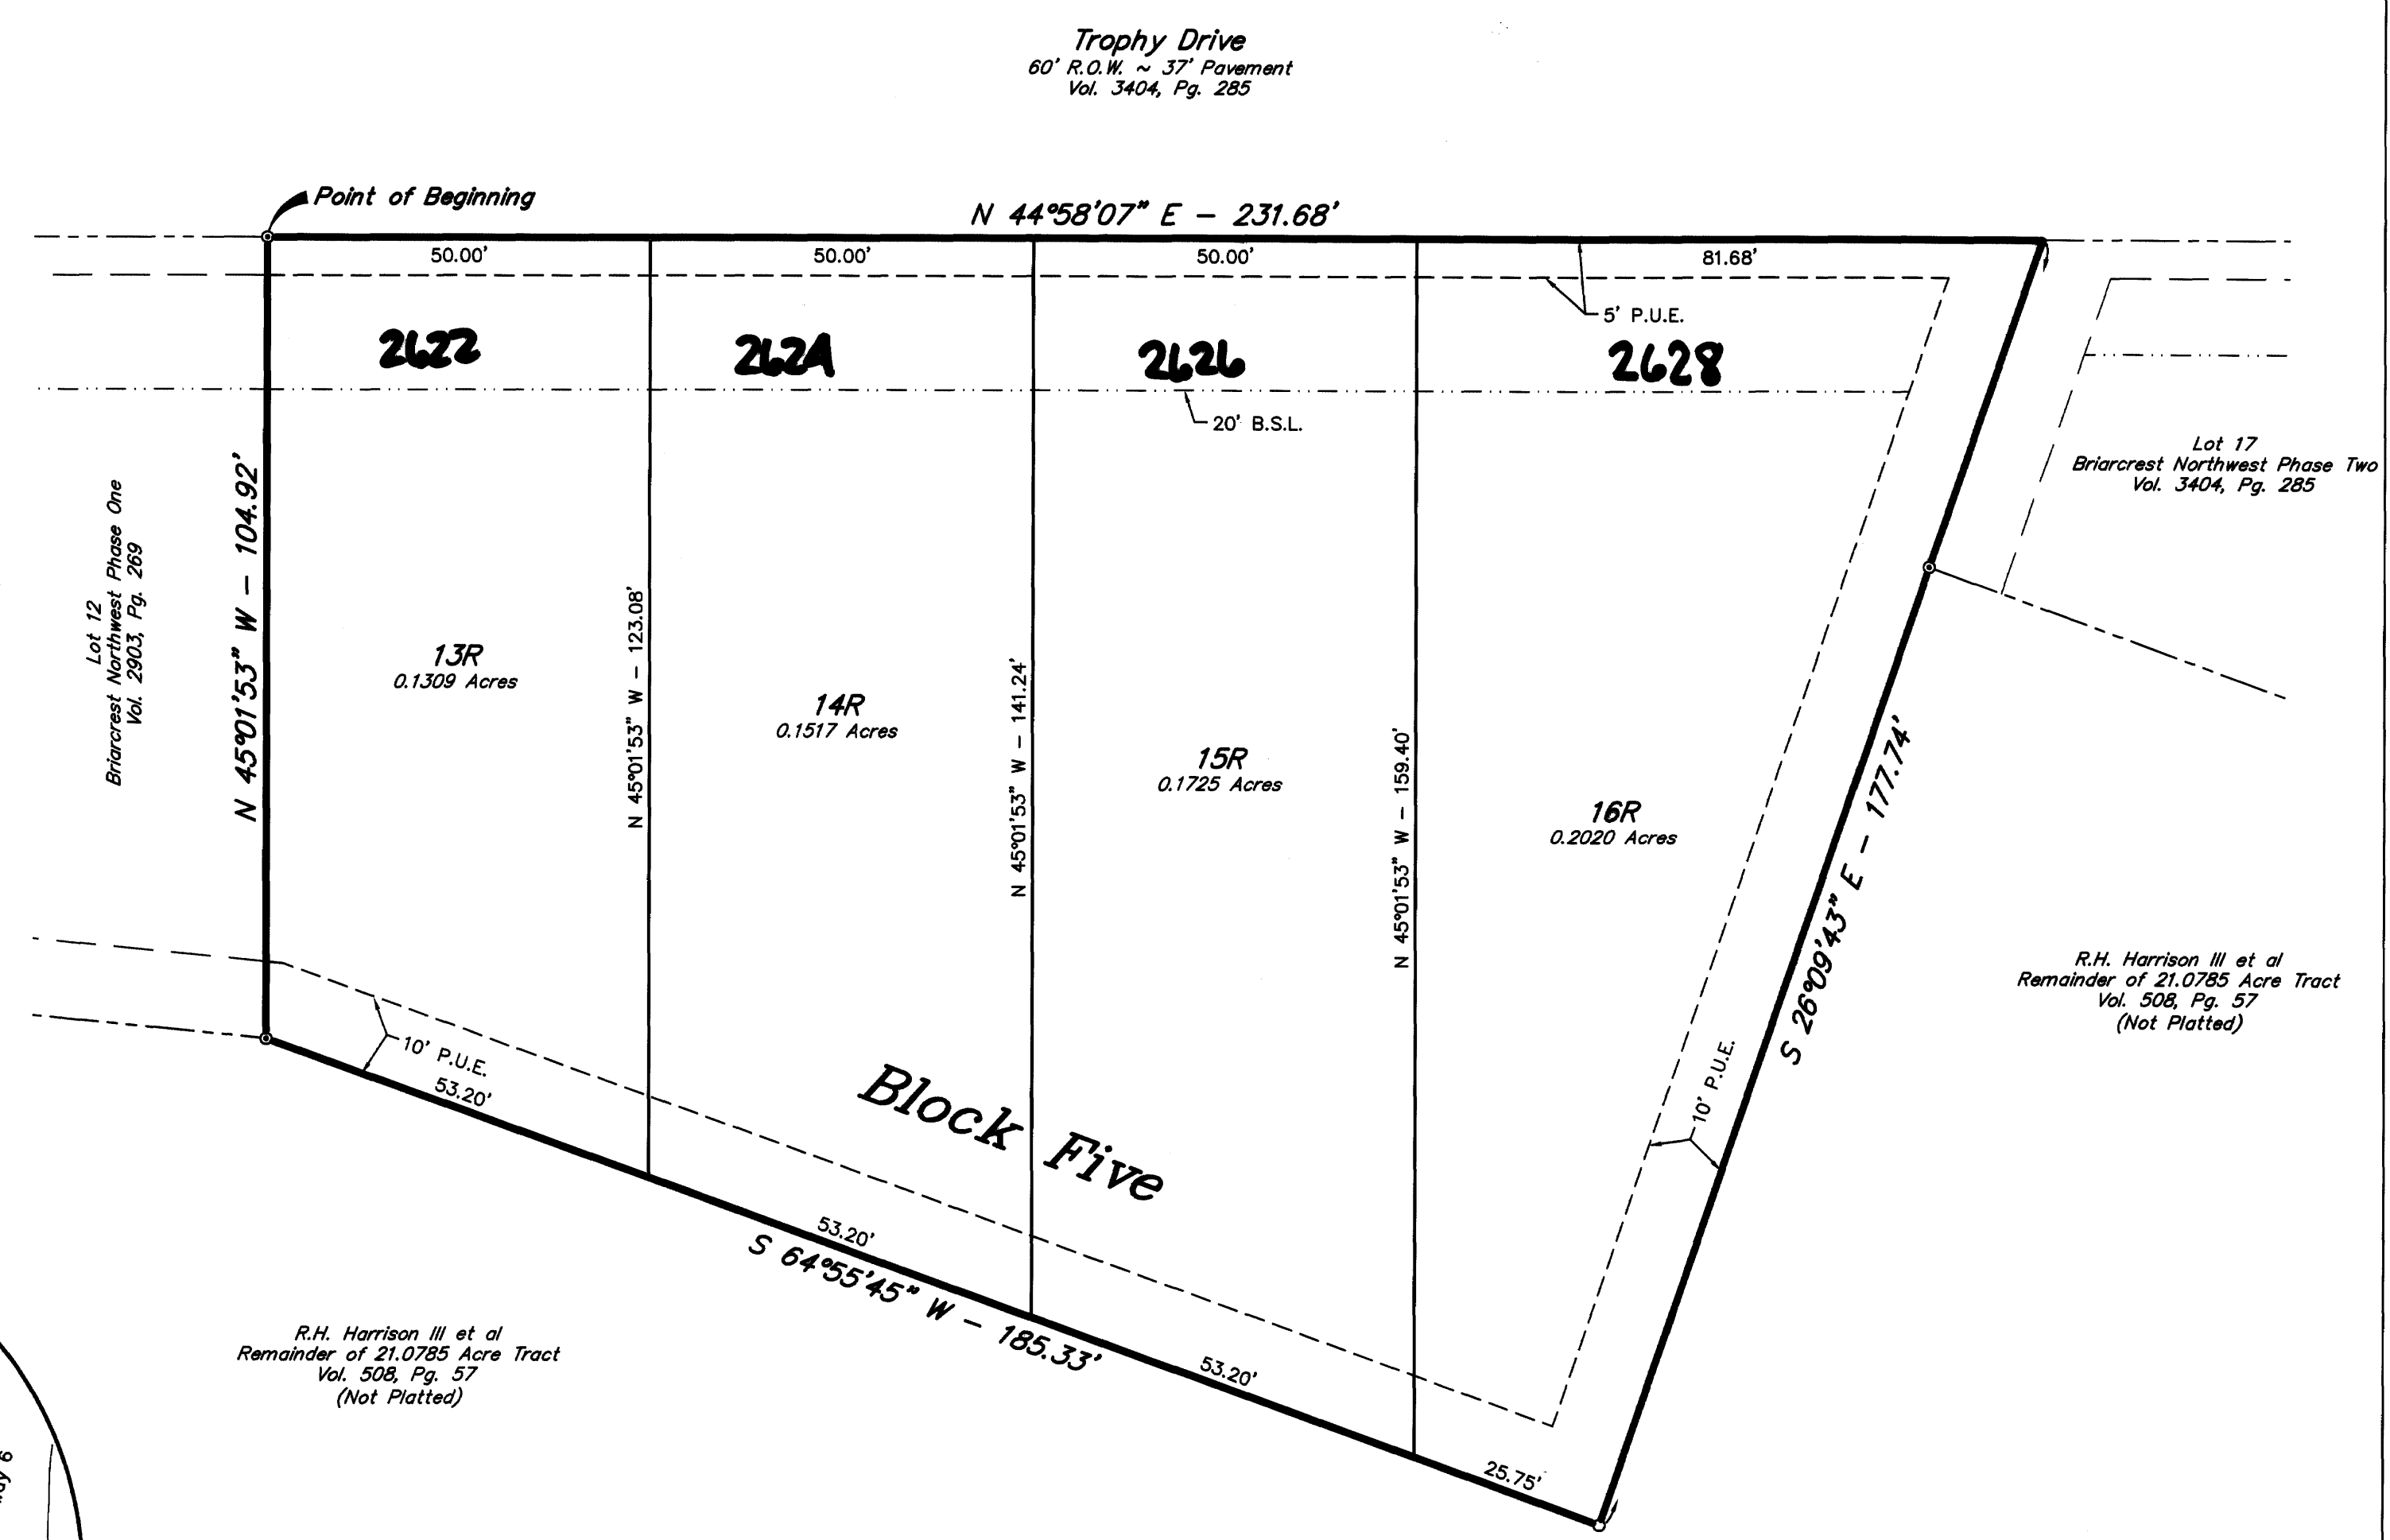 Trophy Drive
60' R.O.W. ~ 37' Pavement
Vol. 3404, Pg. 285
Point of Beginning
N 44°58'07" E – 231.68'
50.00'
50.00'
50.00'
81.68'
5' P.U.E.
2622
2624
2626
2628
20' B.S.L.
Lot 17
Briarcrest Northwest Phase Two
Vol. 3404, Pg. 285
Lot 12
Briarcrest Northwest Phase One
Vol. 2903, Pg. 269
N 45°01'53" W – 104.92'
13R
0.1309 Acres
N 45°01'53" W – 123.08'
14R
0.1517 Acres
N 45°01'53" W – 141.24'
15R
0.1725 Acres
N 45°01'53" W – 159.40'
16R
0.2020 Acres
S 26°09'43" E – 177.74'
R.H. Harrison III et al
Remainder of 21.0785 Acre Tract
Vol. 508, Pg. 57
(Not Platted)
10' P.U.E.
10' P.U.E.
53.20'
Block Five
53.20'
S 64°55'45" W – 185.33'
53.20'
25.75'
R.H. Harrison III et al
Remainder of 21.0785 Acre Tract
Vol. 508, Pg. 57
(Not Platted)
6